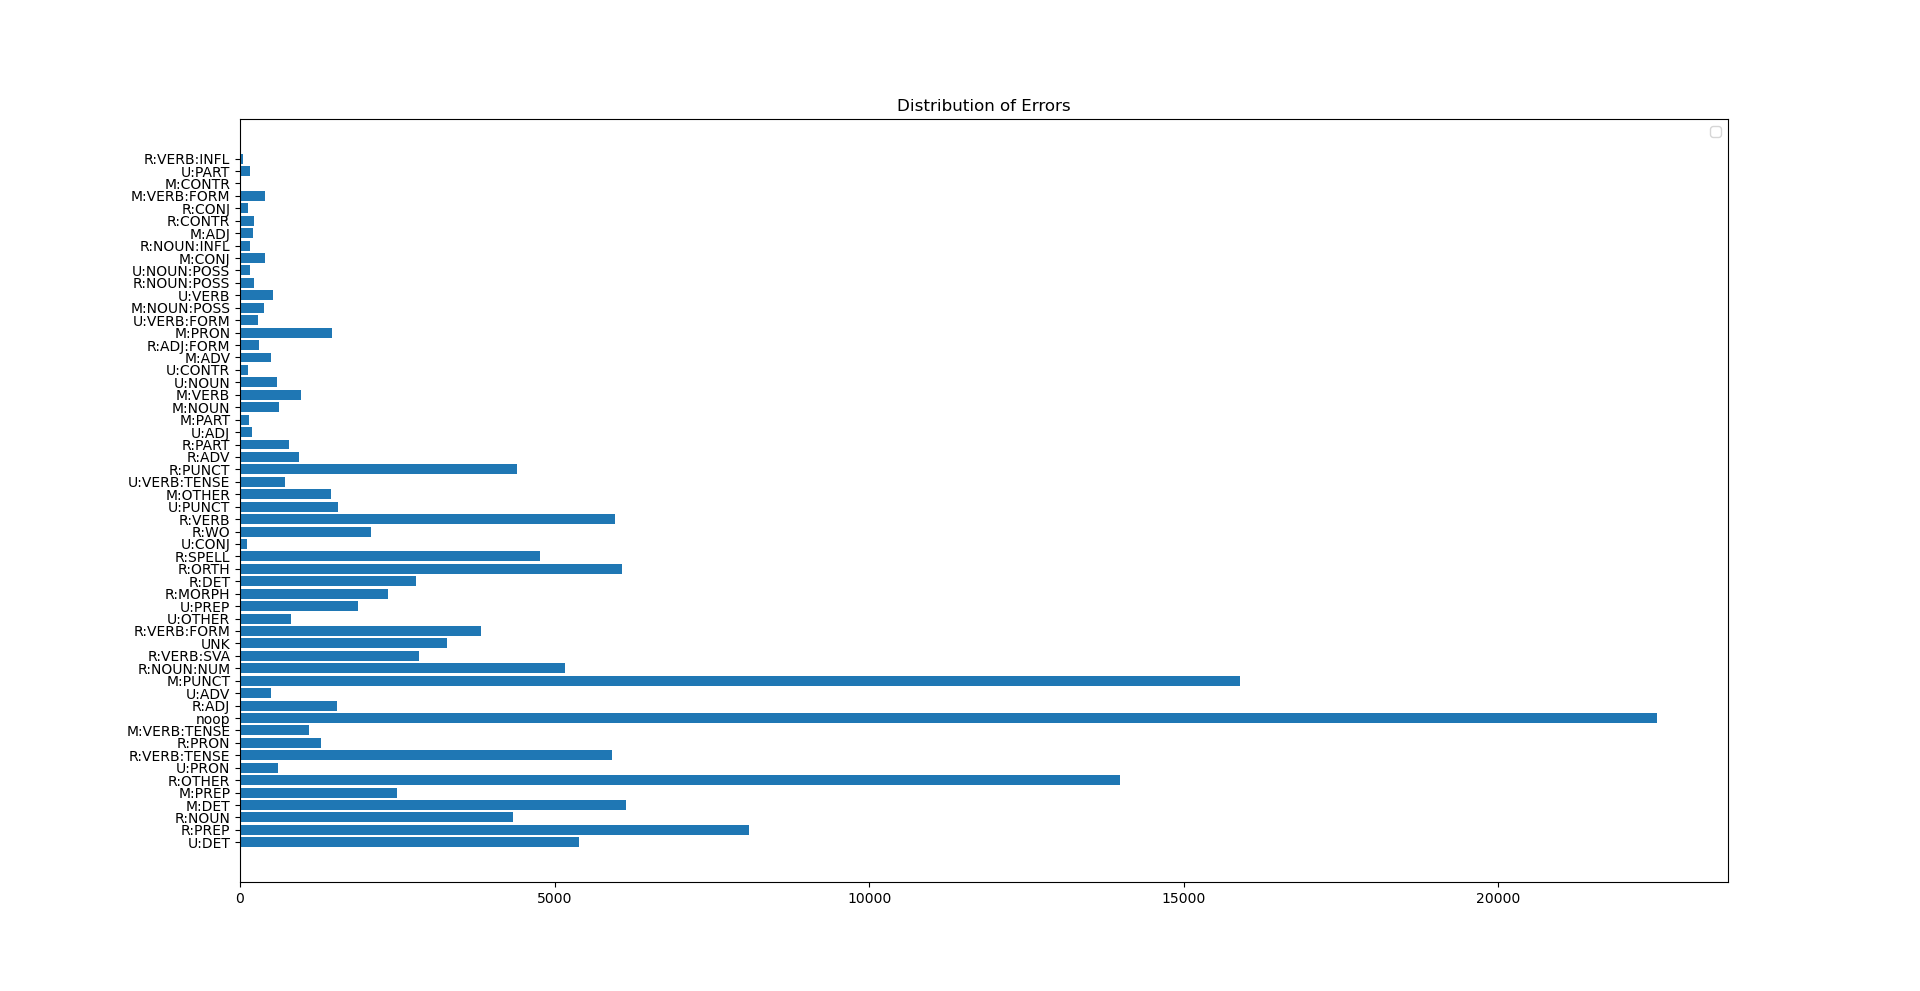 Distribution of Errors
R:VERB:INFL
U:PART
M:CONTR
M:VERB:FORM
R:CONJ
R:CONTR
M:ADJ
R:NOUN:INFL
M:CONJ
U:NOUN:POSS
R:NOUN:POSS
U:VERB
M:NOUN:POSS
U:VERB:FORM
M:PRON
R:ADJ:FORM
M:ADV
U:CONTR
U:NOUN
M:VERB
M:NOUN
M:PART
U:ADJ
R:PART
R:ADV
R:PUNCT
U:VERB:TENSE
M:OTHER
U:PUNCT
R:VERB
R:WO
U:CONJ
R:SPELL
R:ORTH
R:DET
R:MORPH
U:PREP
U:OTHER
R:VERB:FORM
UNK
R:VERB:SVA
R:NOUN:NUM
M:PUNCT
U:ADV
R:ADJ
noop
M:VERB:TENSE
R:PRON
R:VERB:TENSE
U:PRON
R:OTHER
M:PREP
M:DET
R:NOUN
R:PREP
U:DET
0 5000 10000 15000 20000